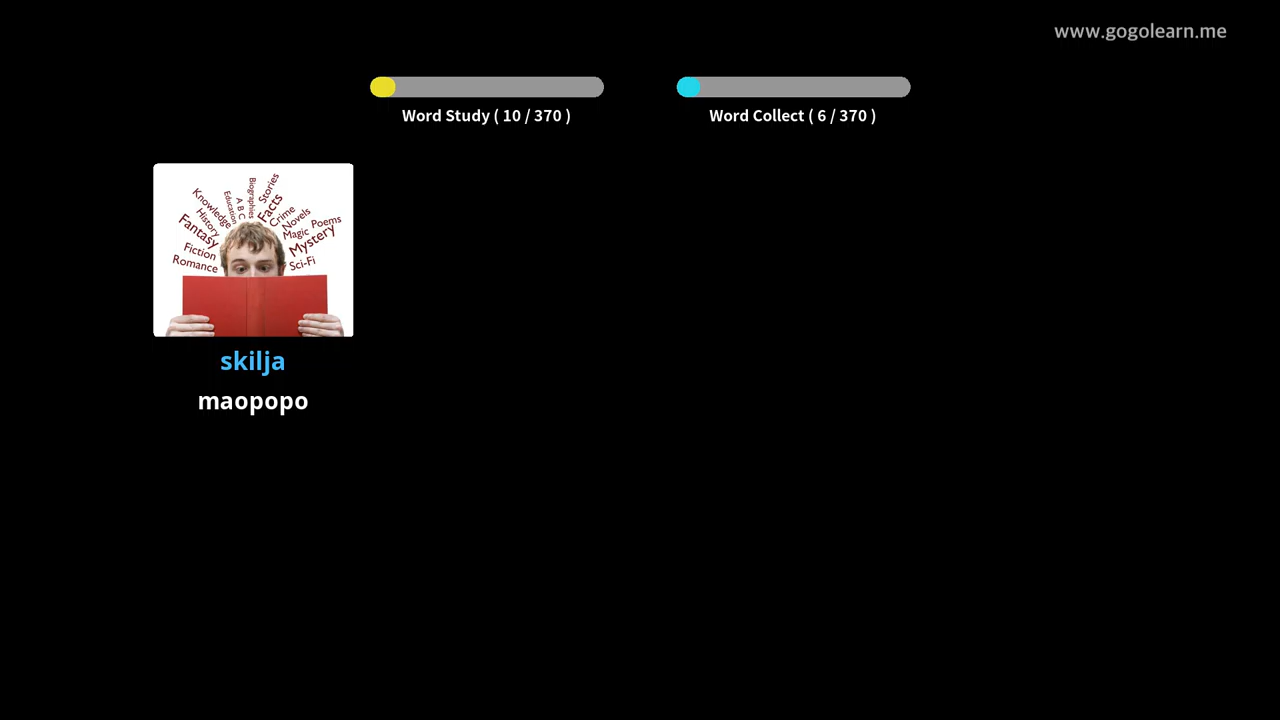 www.gogolearn.me
Word Study ( 10 / 370 )
Word Collect ( 6 / 370 )
Knowledge
History
Fantasy
Fiction
Romance
Education
A B C
Biographies
Stories
Facts
Crime
Novels
Magic
Poems
Mystery
Sci-Fi
skilja
maopopo